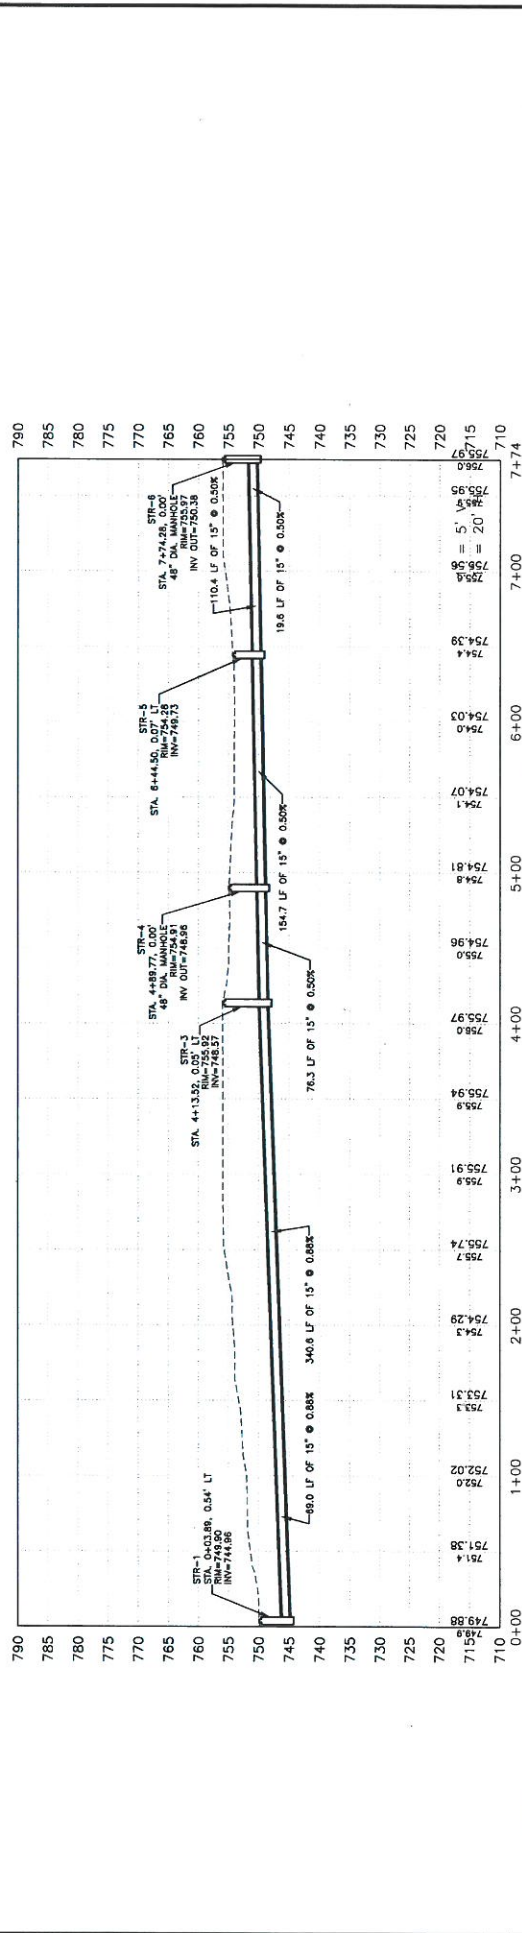 790
785
780
775
770
765
760
755
750
745
740
735
730
725
720
715
710
STR-1
STA. 0+03.89, 0.54' LT
RIM=749.90
INV=744.96
STR-3
STA. 4+13.52, 0.05' LT
RIM=755.92
INV=748.57
STR-4
STA. 4+89.77, 0.00'
48" DIA. MANHOLE
RIM=754.91
INV OUT=748.96
STR-5
STA. 6+44.50, 0.07' LT
RIM=754.28
INV=749.73
STR-6
STA. 7+74.28, 0.00'
48" DIA. MANHOLE
RIM=755.97
INV OUT=750.38
110.4 LF OF 15" @ 0.50%
69.0 LF OF 15" @ 0.88%
340.6 LF OF 15" @ 0.88%
76.3 LF OF 15" @ 0.50%
154.7 LF OF 15" @ 0.50%
19.6 LF OF 15" @ 0.50%
790
785
780
775
770
765
760
755
750
745
740
735
730
725
720
715
710
= 5'
= 20'
749.9
749.88
751.4
751.38
752.0
752.02
753.3
753.31
754.3
754.29
755.7
755.74
755.9
755.91
755.9
755.94
756.0
755.97
755.0
754.96
754.8
754.81
754.1
754.07
754.0
754.03
754.4
754.39
755.95
756.0
755.97
0+00
1+00
2+00
3+00
4+00
5+00
6+00
7+00
7+74